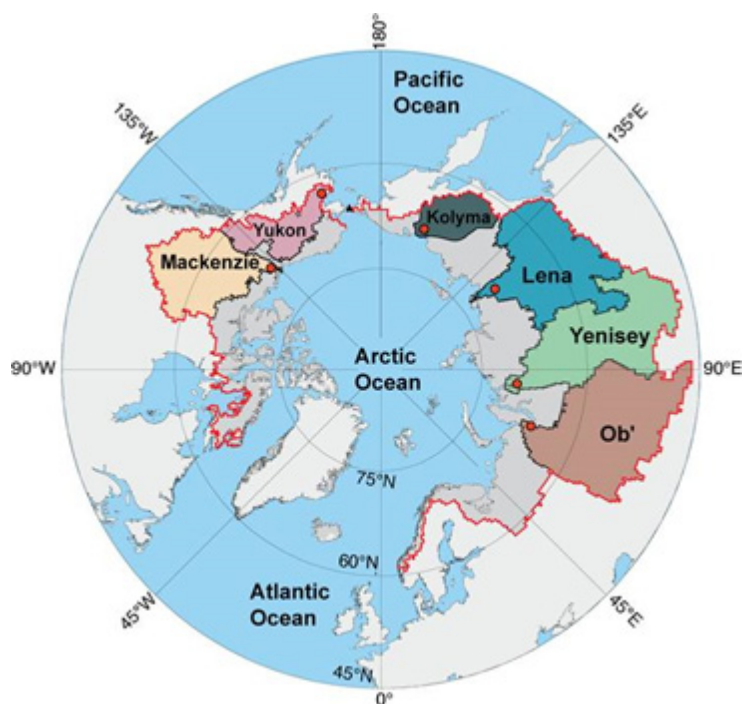 180°
Pacific
Ocean
135°W
135°E
Kolyma
Yukon
Mackenzie
Lena
Yenisey
Arctic
Ocean
90°W
90°E
Ob'
75°N
60°N
Atlantic
Ocean
45°W
45°E
45°N
0°